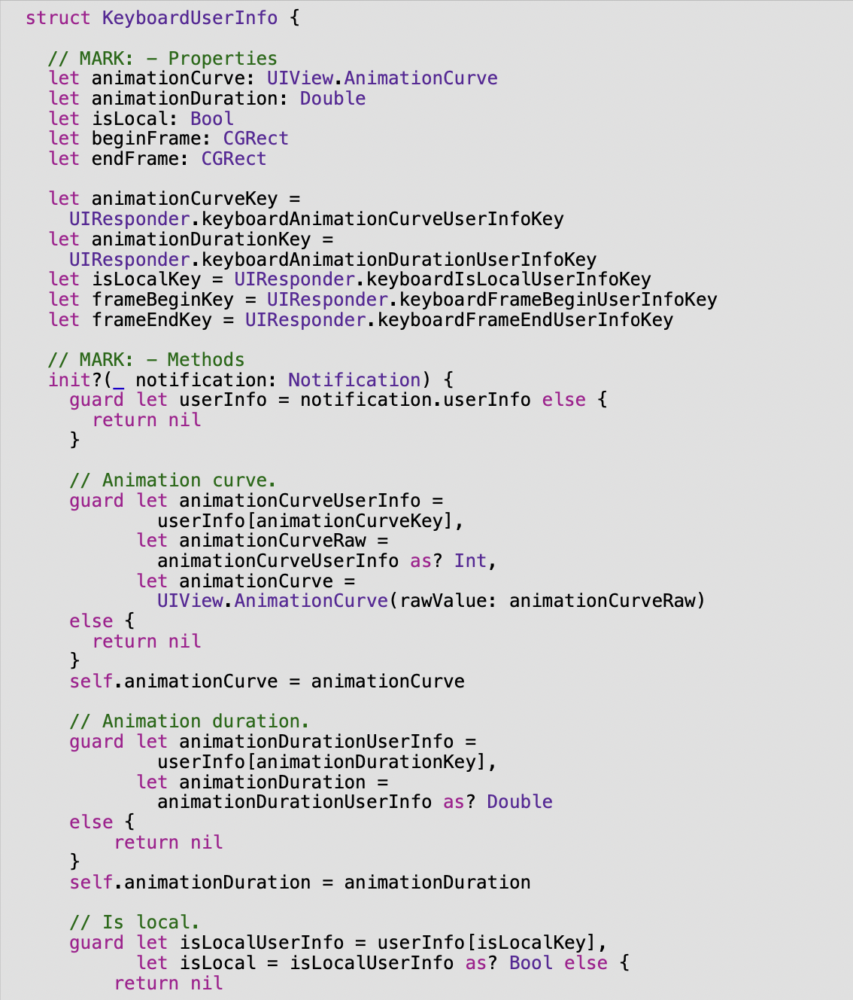 struct KeyboardUserInfo {
// MARK: – Properties
let animationCurve: UIView.AnimationCurve
let animationDuration: Double
let isLocal: Bool
let beginFrame: CGRect
let endFrame: CGRect
let animationCurveKey =
UIResponder.keyboardAnimationCurveUserInfoKey
let animationDurationKey =
UIResponder.keyboardAnimationDurationUserInfoKey
let isLocalKey = UIResponder.keyboardIsLocalUserInfoKey
let frameBeginKey = UIResponder.keyboardFrameBeginUserInfoKey
let frameEndKey = UIResponder.keyboardFrameEndUserInfoKey
// MARK: – Methods
init?(_ notification: Notification) {
guard let userInfo = notification.userInfo else {
return nil
}
// Animation curve.
guard let animationCurveUserInfo =
userInfo[animationCurveKey],
let animationCurveRaw =
animationCurveUserInfo as? Int,
let animationCurve =
UIView.AnimationCurve(rawValue: animationCurveRaw)
else {
return nil
}
self.animationCurve = animationCurve
// Animation duration.
guard let animationDurationUserInfo =
userInfo[animationDurationKey],
let animationDuration =
animationDurationUserInfo as? Double
else {
return nil
}
self.animationDuration = animationDuration
// Is local.
guard let isLocalUserInfo = userInfo[isLocalKey],
let isLocal = isLocalUserInfo as? Bool else {
return nil